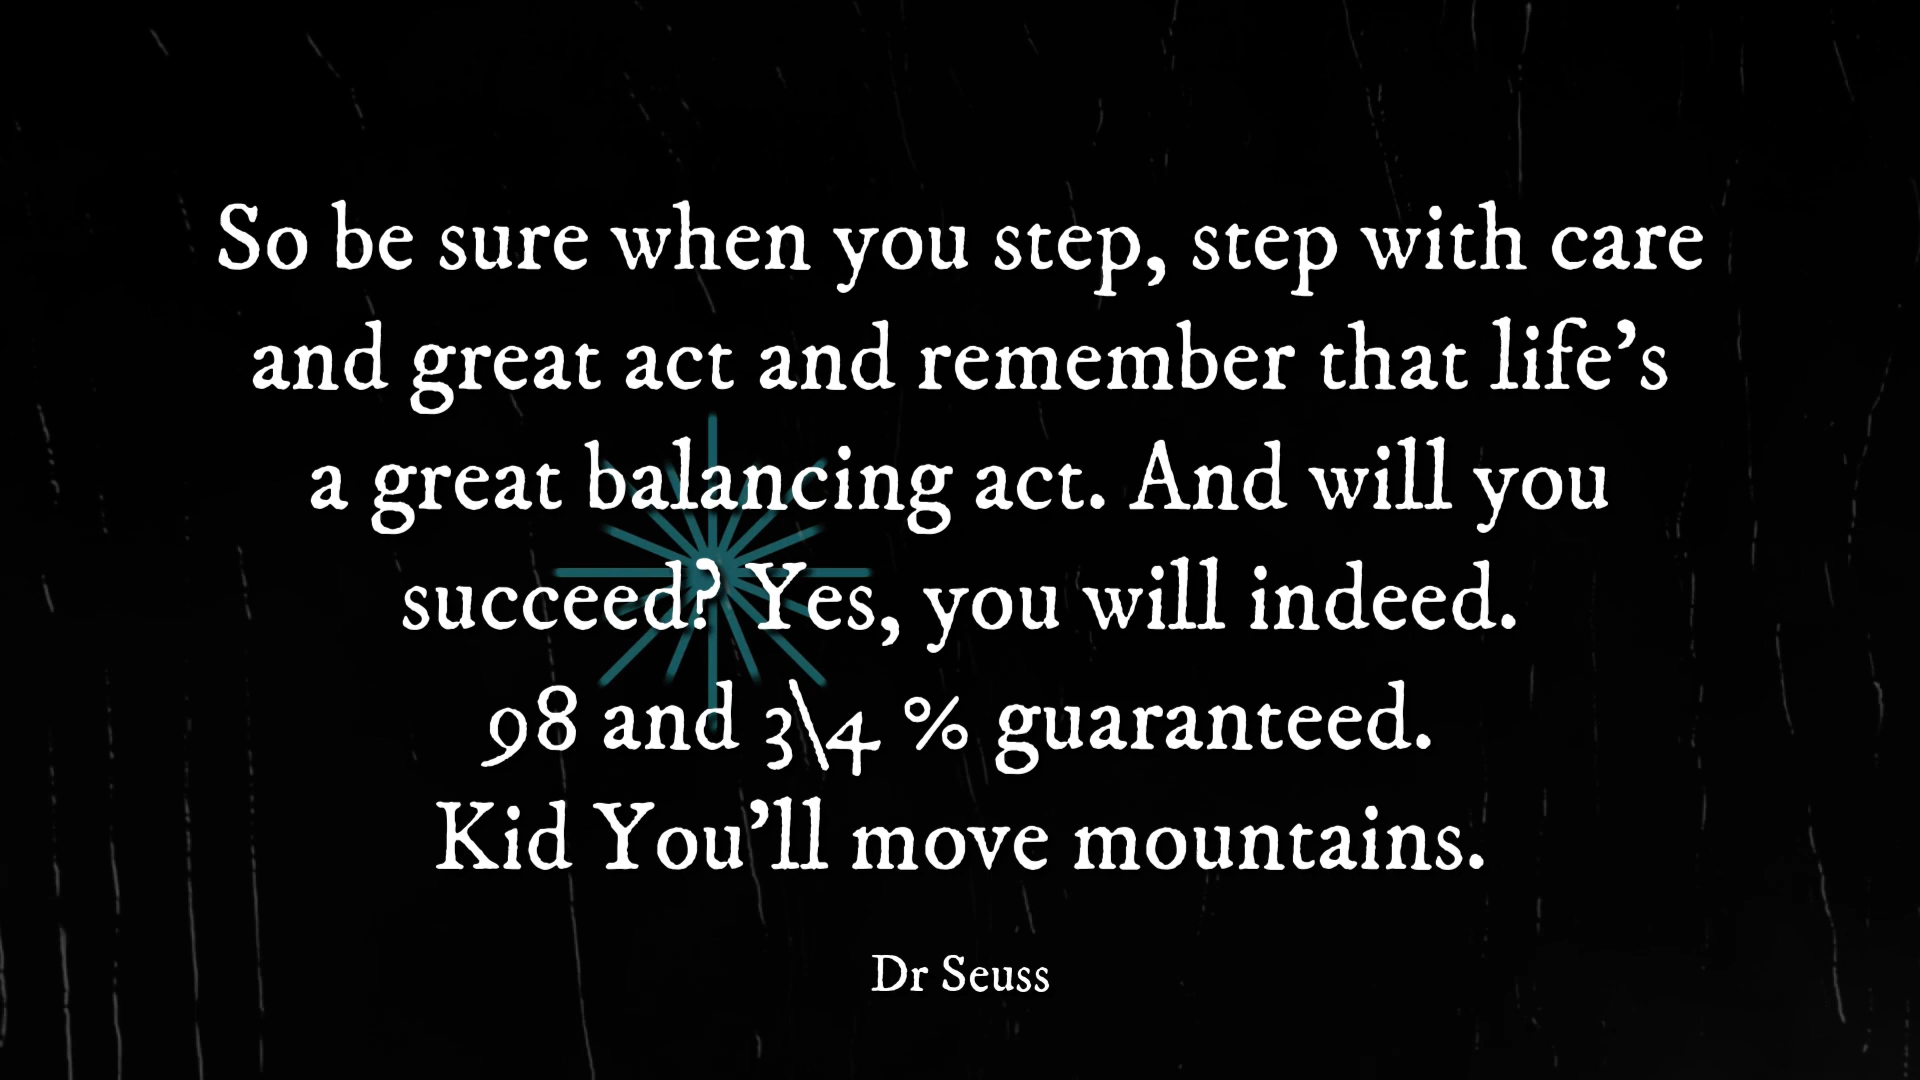 So be sure when you step, step with care
and great act and remember that life’s
a great balancing act. And will you
succeed? Yes, you will indeed.
98 and 3\4 % guaranteed.
Kid You’ll move mountains.
Dr Seuss